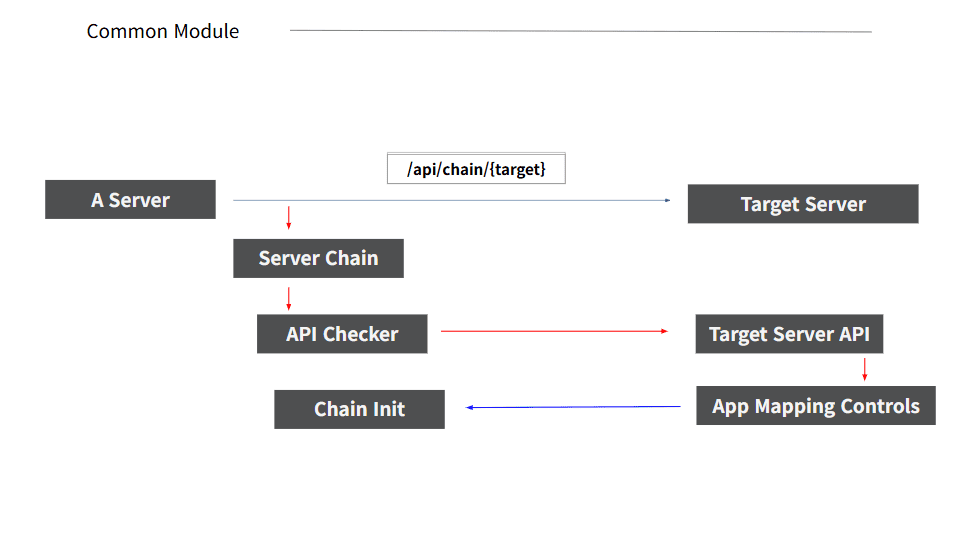 Common Module
/api/chain/{target}
A Server
Target Server
Server Chain
API Checker
Target Server API
Chain Init
App Mapping Controls